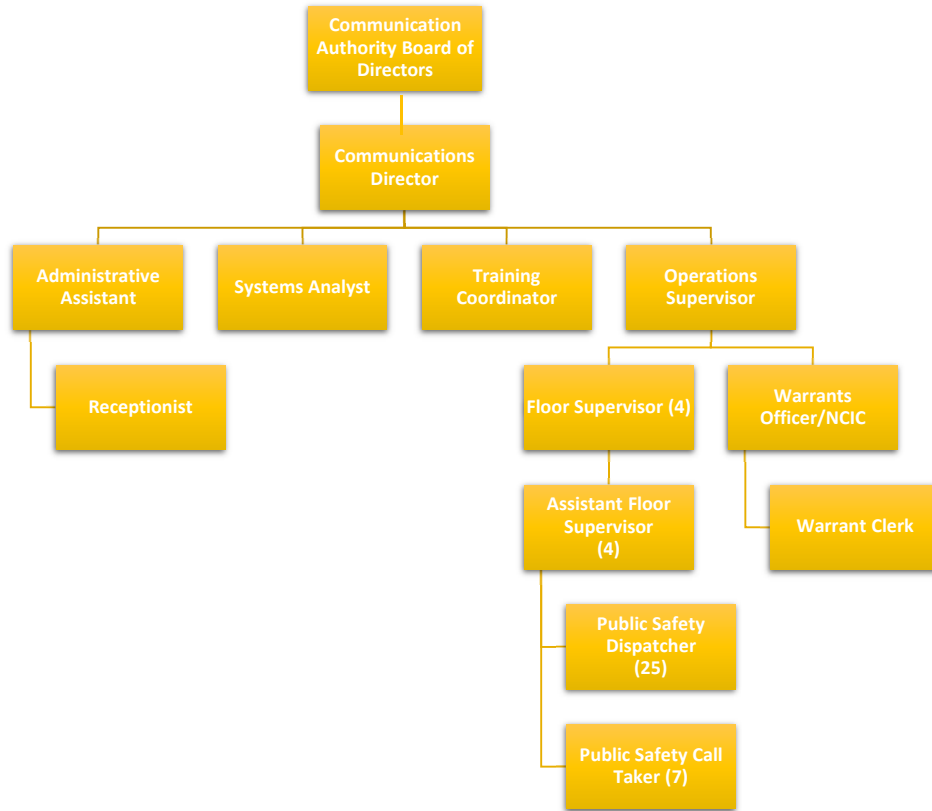 Communication
Authority Board of
Directors
Communications
Director
Administrative
Assistant
Systems Analyst
Training
Coordinator
Operations
Supervisor
Receptionist
Floor Supervisor (4)
Warrants
Officer/NCIC
Assistant Floor
Supervisor
(4)
Warrant Clerk
Public Safety
Dispatcher
(25)
Public Safety Call
Taker (7)